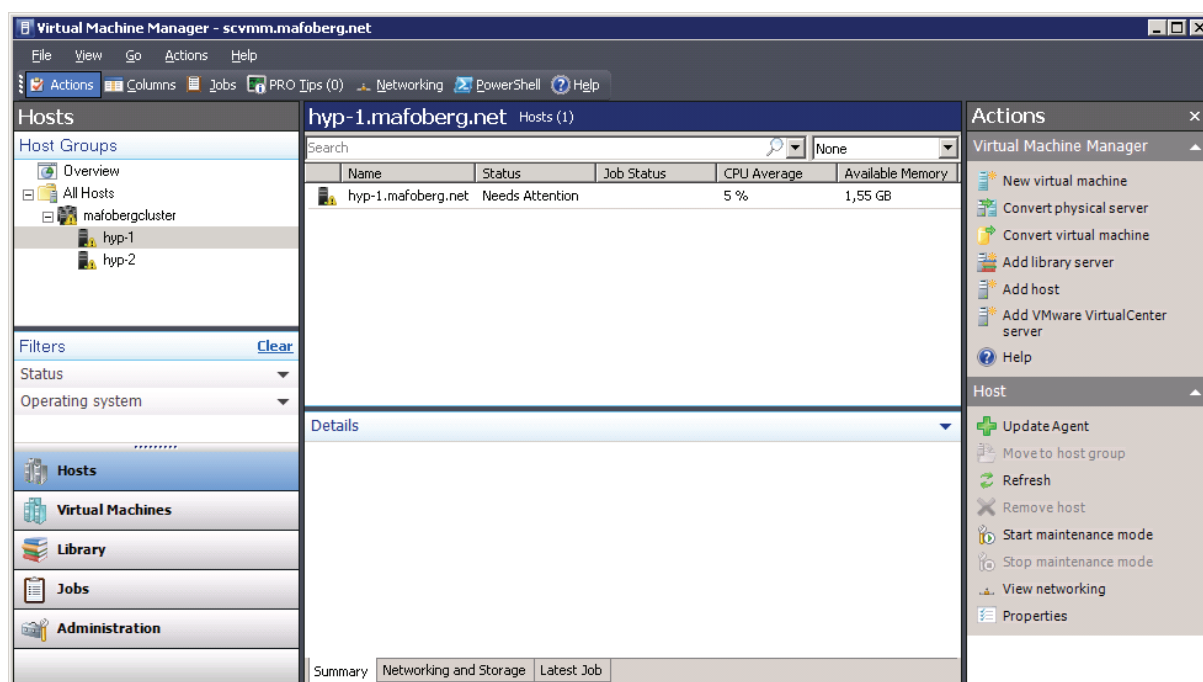 Virtual Machine Manager - scvmm.mafoberg.net
File View Go Actions Help
Actions Columns Jobs PRO Tips (0) Networking PowerShell Help
Hosts
Host Groups
Overview
All Hosts
mafobergcluster
hyp-1
hyp-2
Filters Clear
Status
Operating system
Hosts
Virtual Machines
Library
Jobs
Administration
hyp-1.mafoberg.net Hosts (1)
Search None
Name Status Job Status CPU Average Available Memory
hyp-1.mafoberg.net Needs Attention 5 % 1,55 GB
Details
Summary Networking and Storage Latest Job
Actions
Virtual Machine Manager
New virtual machine
Convert physical server
Convert virtual machine
Add library server
Add host
Add VMware VirtualCenter
server
Help
Host
Update Agent
Move to host group
Refresh
Remove host
Start maintenance mode
Stop maintenance mode
View networking
Properties